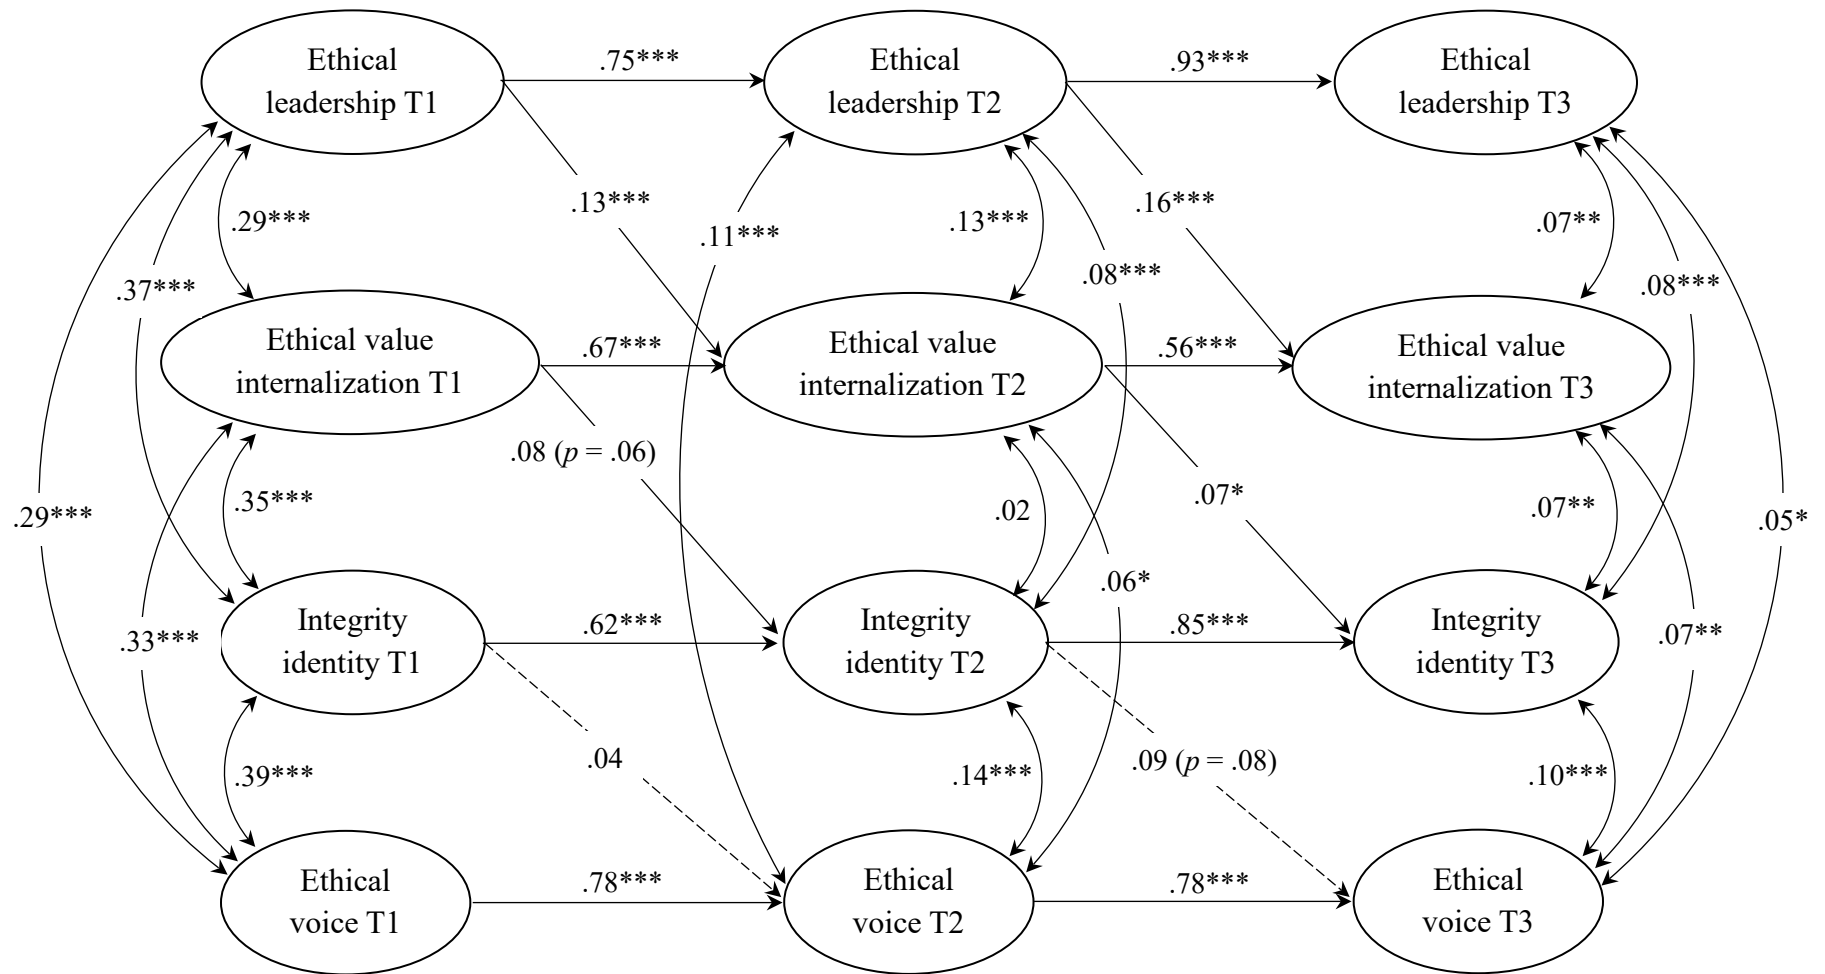 Ethical
leadership T1
.75***
Ethical
leadership T2
.93***
Ethical
leadership T3
.29***
.13***
.11***
.13***
.16***
.07**
.37***
.08***
.08***
Ethical value
internalization T1
.67***
Ethical value
internalization T2
.56***
Ethical value
internalization T3
.08 (p = .06)
.29***
.35***
.02
.07*
.07**
.05*
.33***
.06*
.07**
Integrity
identity T1
.62***
Integrity
identity T2
.85***
Integrity
identity T3
.39***
.04
.14***
.09 (p = .08)
.10***
Ethical
voice T1
.78***
Ethical
voice T2
.78***
Ethical
voice T3